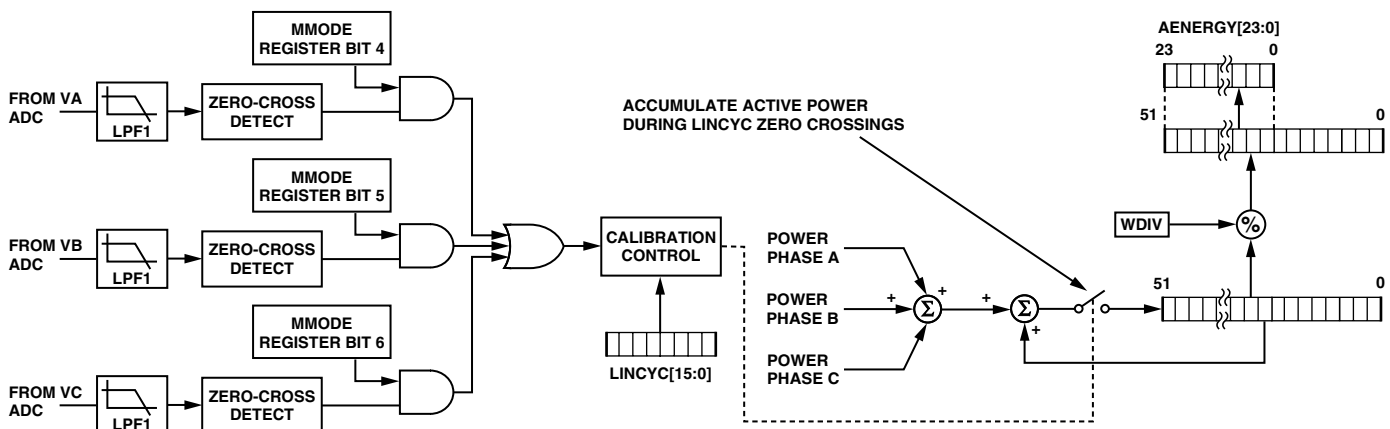 MMODE
REGISTER BIT 4
FROM VA
ADC
LPF1
ZERO-CROSS
DETECT
MMODE
REGISTER BIT 5
FROM VB
ADC
LPF1
ZERO-CROSS
DETECT
MMODE
REGISTER BIT 6
FROM VC
ADC
LPF1
ZERO-CROSS
DETECT
CALIBRATION
CONTROL
LINCYC[15:0]
ACCUMULATE ACTIVE POWER
DURING LINCYC ZERO CROSSINGS
POWER
PHASE A
POWER
PHASE B
POWER
PHASE C
+
+
Σ
+
Σ
+
AENERGY[23:0]
23 0
51 0
WDIV
%
51 0